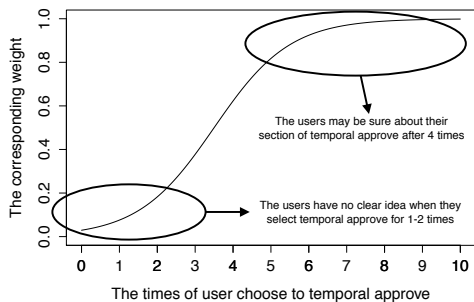 The corresponding weight
1.0
0.8
0.6
0.4
0.2
0.0
The users may be sure about their
section of temporal approve after 4 times
The users have no clear idea when they
select temporal approve for 1-2 times
0 1 2 3 4 5 6 7 8 9 10
The times of user choose to temporal approve